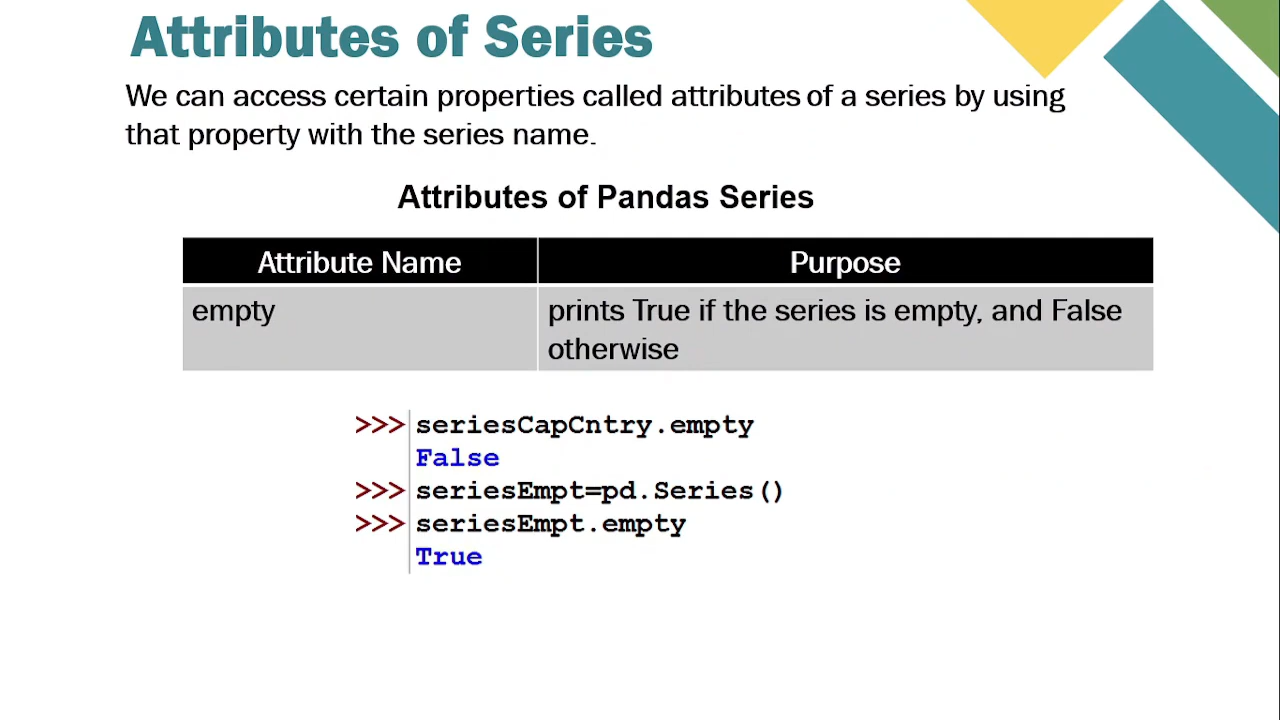 Attributes of Series
We can access certain properties called attributes of a series by using
that property with the series name.
Attributes of Pandas Series
Attribute Name Purpose
empty prints True if the series is empty, and False
otherwise
>>> seriesCapCntry.empty
False
>>> seriesEmpt=pd.Series()
>>> seriesEmpt.empty
True